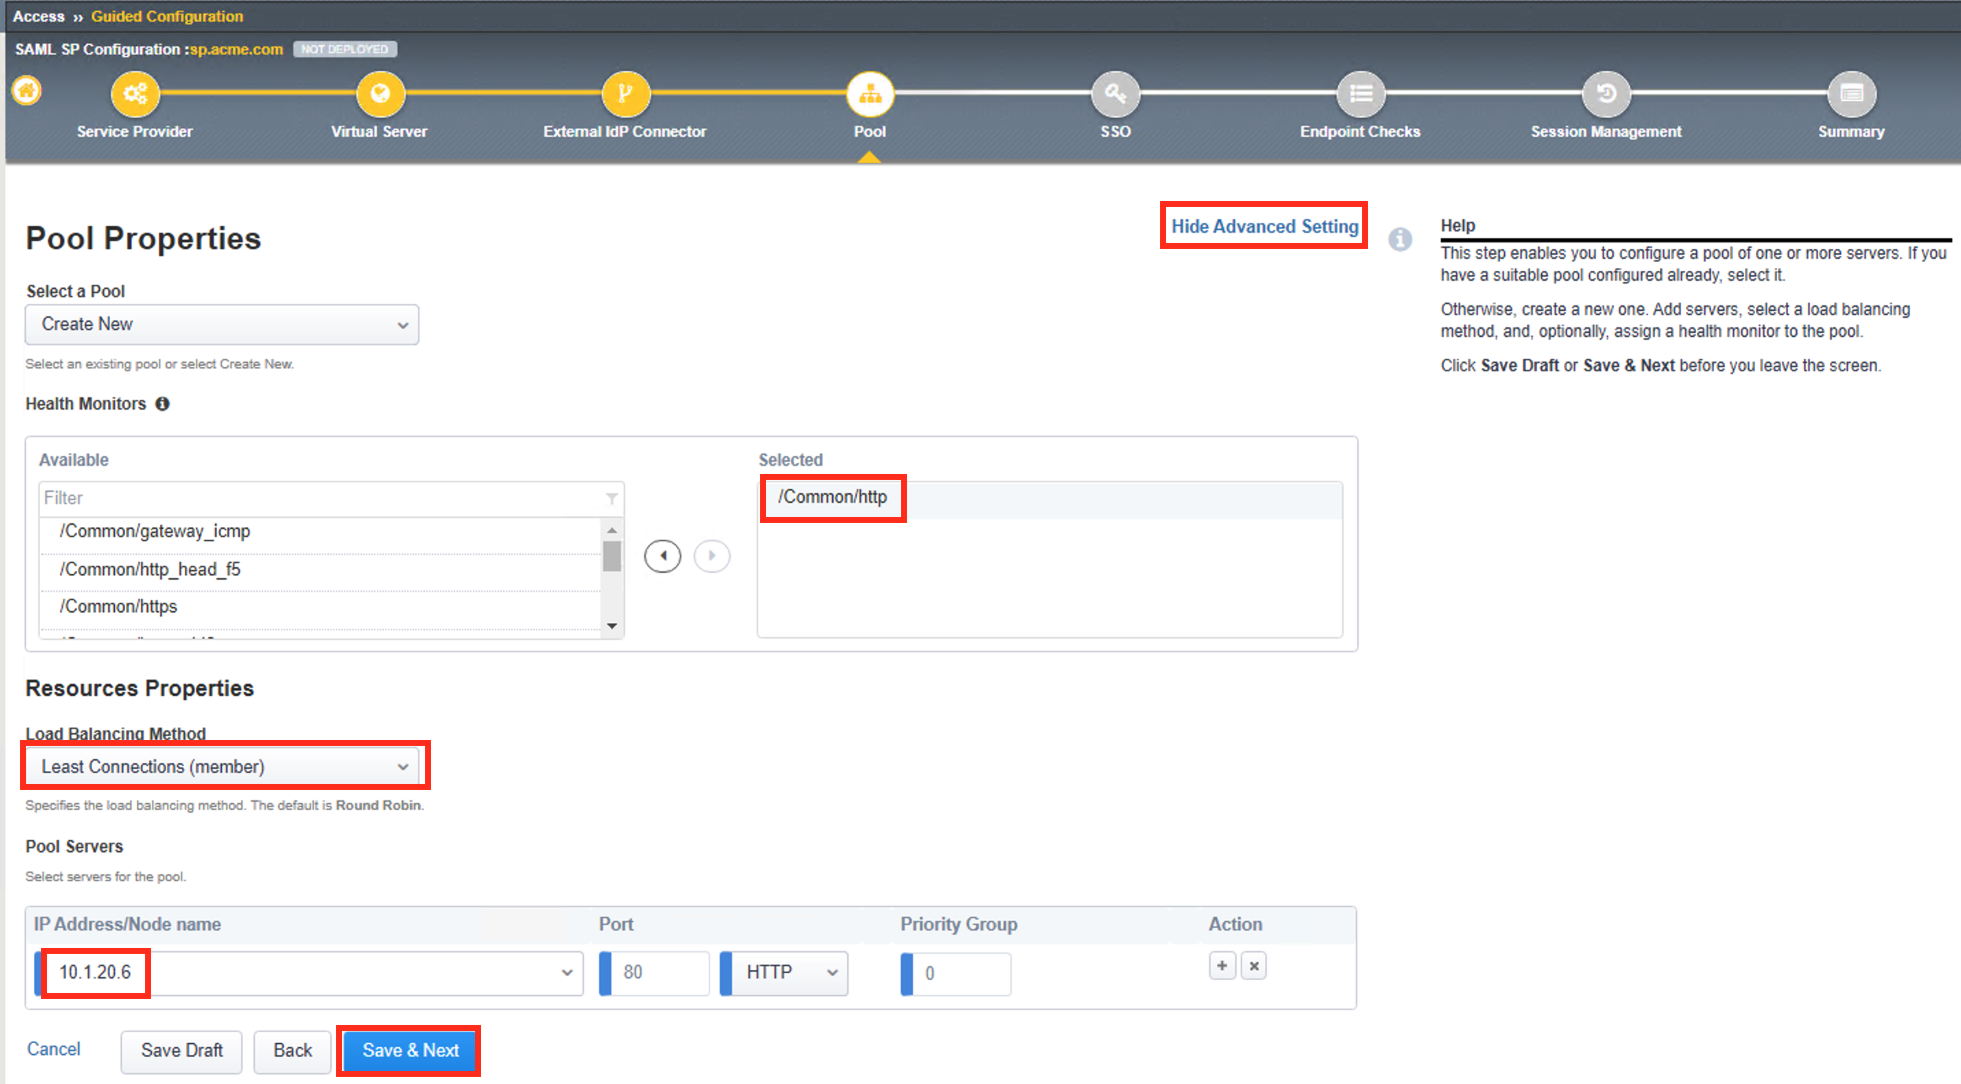 Access » Guided Configuration
SAML SP Configuration :sp.acme.com NOT DEPLOYED
Service Provider
Virtual Server
External IdP Connector
Pool
SSO
Endpoint Checks
Session Management
Summary
Pool Properties
Hide Advanced Setting
Select a Pool
Create New
Select an existing pool or select Create New.
Health Monitors
Available
Filter
/Common/gateway_icmp
/Common/http_head_f5
/Common/https
Selected
/Common/http
Resources Properties
Load Balancing Method
Least Connections (member)
Specifies the load balancing method. The default is Round Robin.
Pool Servers
Select servers for the pool.
IP Address/Node name Port Priority Group Action
10.1.20.6 80 HTTP 0 + x
Cancel Save Draft Back Save & Next
Help
This step enables you to configure a pool of one or more servers. If you
have a suitable pool configured already, select it.
Otherwise, create a new one. Add servers, select a load balancing
method, and, optionally, assign a health monitor to the pool.
Click Save Draft or Save & Next before you leave the screen.